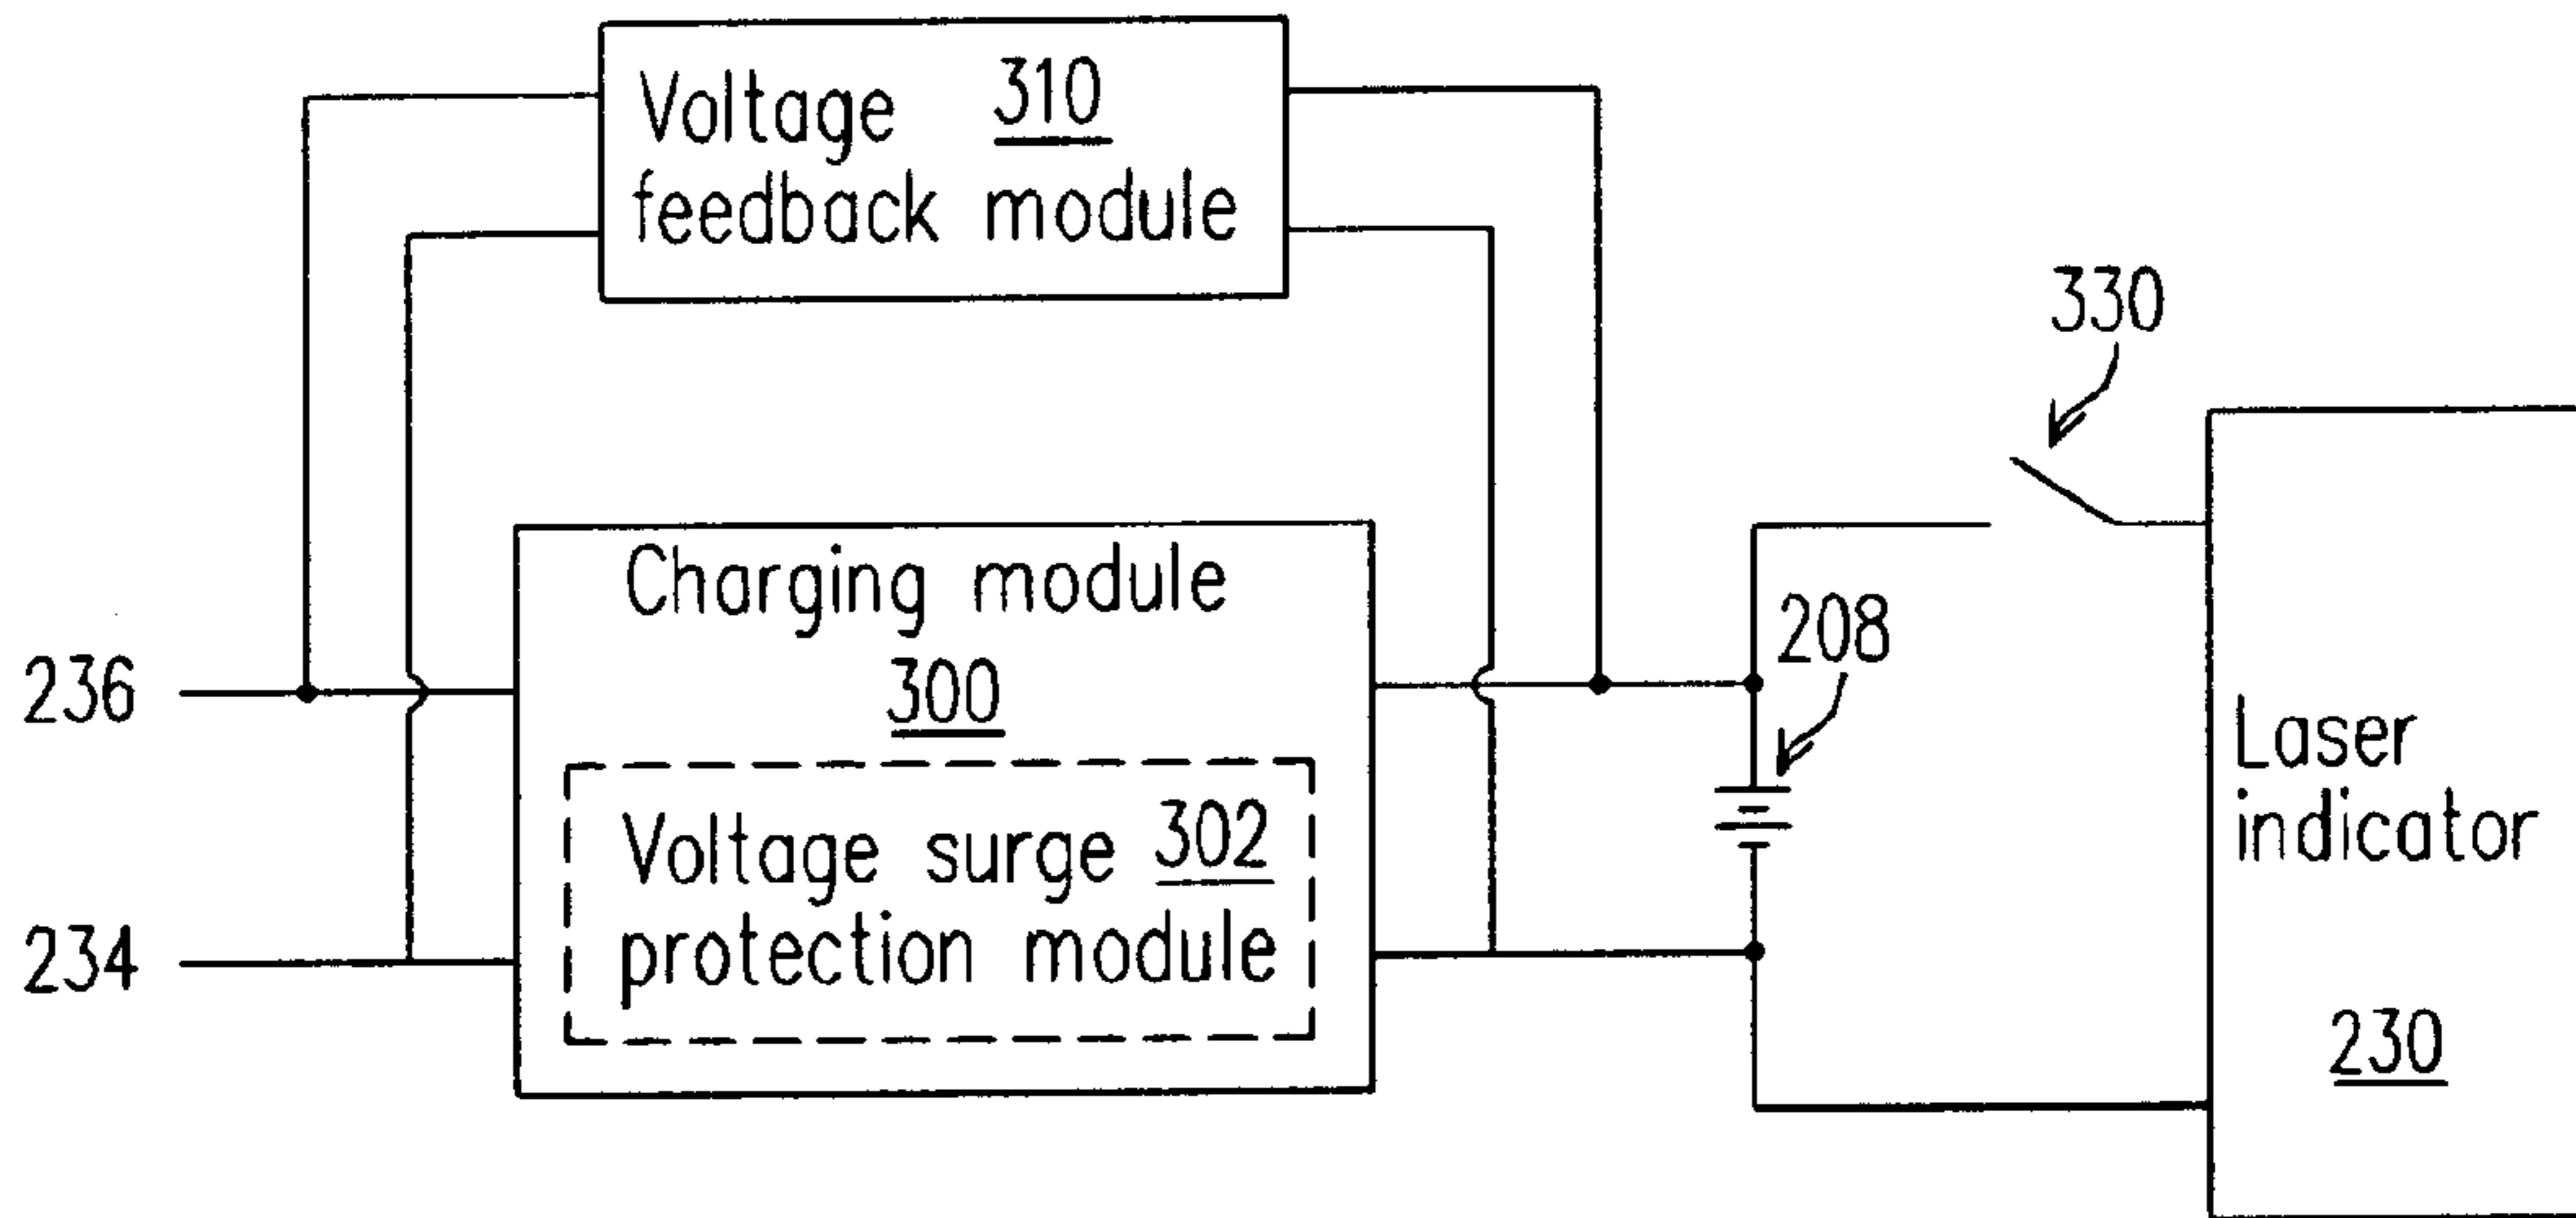 Voltage 310
feedback module
330
Charging module
300
208
236
Voltage surge 302
protection module
234
Laser
indicator
230